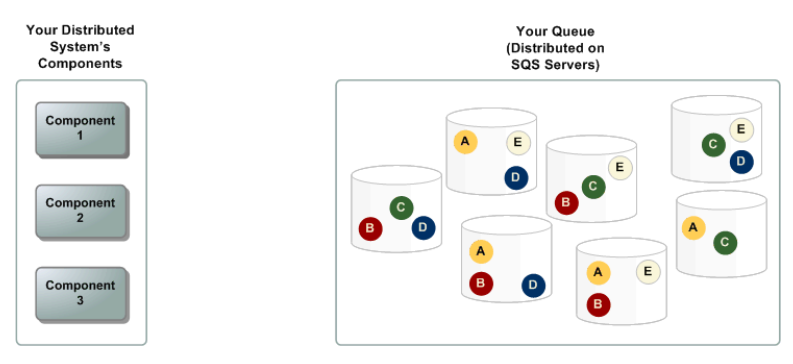 Your Distributed
System's
Components
Component
1
Component
2
Component
3
Your Queue
(Distributed on
SQS Servers)
A
E
D
E
C
B
E
C
D
C
B
D
A
B
D
A
E
B
A
C